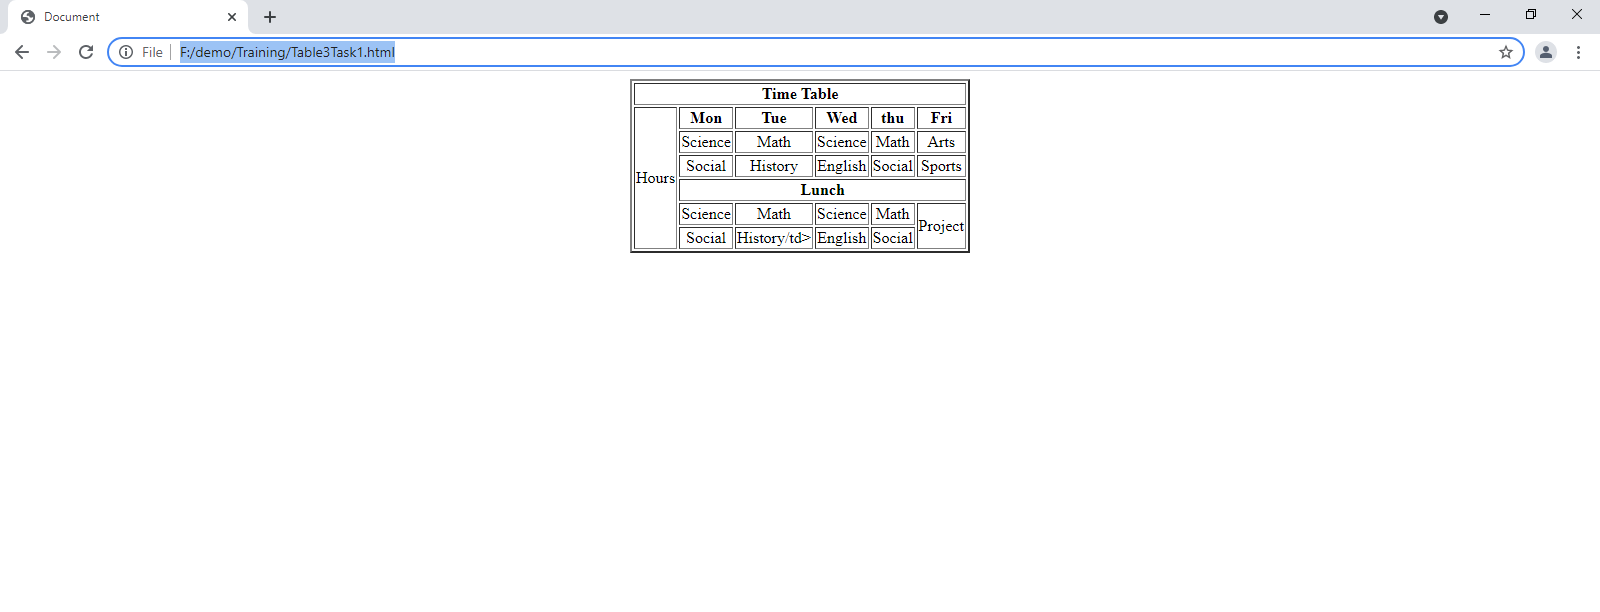 Document
File F:/demo/Training/Table3Task1.html
Time Table
Mon Tue Wed thu Fri
Science Math Science Math Arts
Social History English Social Sports
Hours
Lunch
Science Math Science Math
Project
Social History/td> English Social